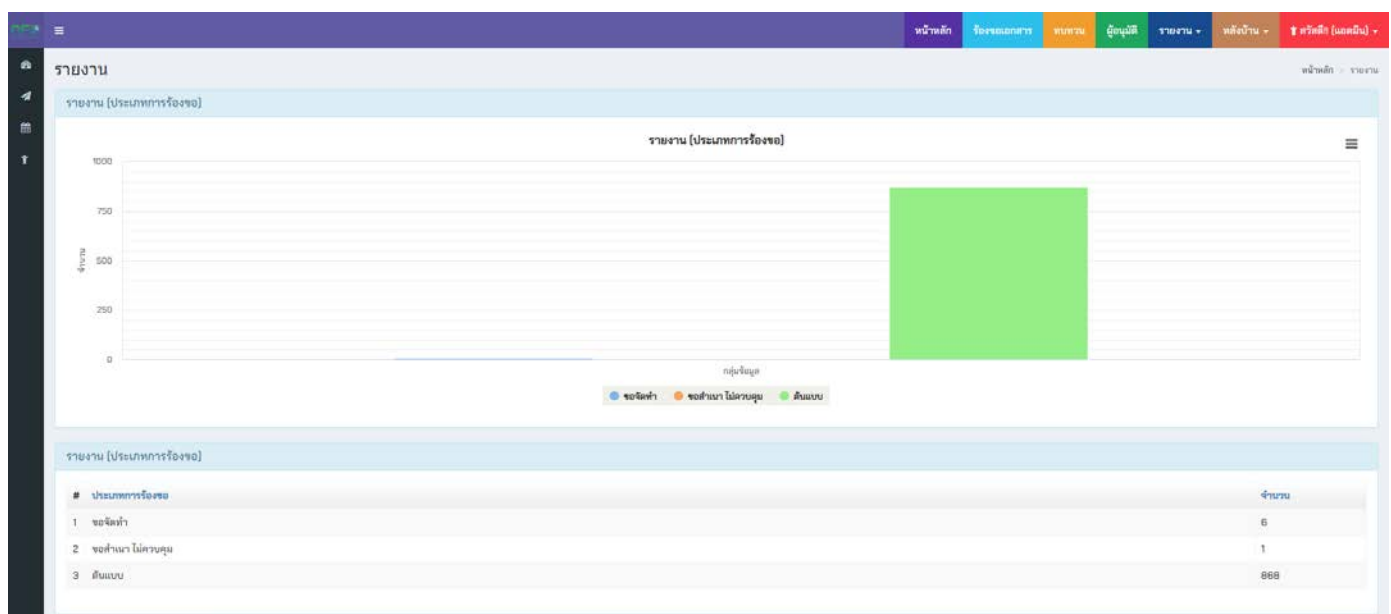 หน้าหลัก ร้องขอเอกสาร ทบทวน ผู้อนุมัติ รายงาน หลังบ้าน สวัสดี (แอดมิน)
รายงาน
หน้าหลัก > รายงาน
รายงาน [ประเภทการร้องขอ]
รายงาน [ประเภทการร้องขอ]
1000
750
500
250
0
จำนวน
กลุ่มข้อมูล
ขอจัดทำ ขอสำเนา ไม่ควบคุม ต้นแบบ
รายงาน [ประเภทการร้องขอ]
# ประเภทการร้องขอ จำนวน
1 ขอจัดทำ 6
2 ขอสำเนา ไม่ควบคุม 1
3 ต้นแบบ 868